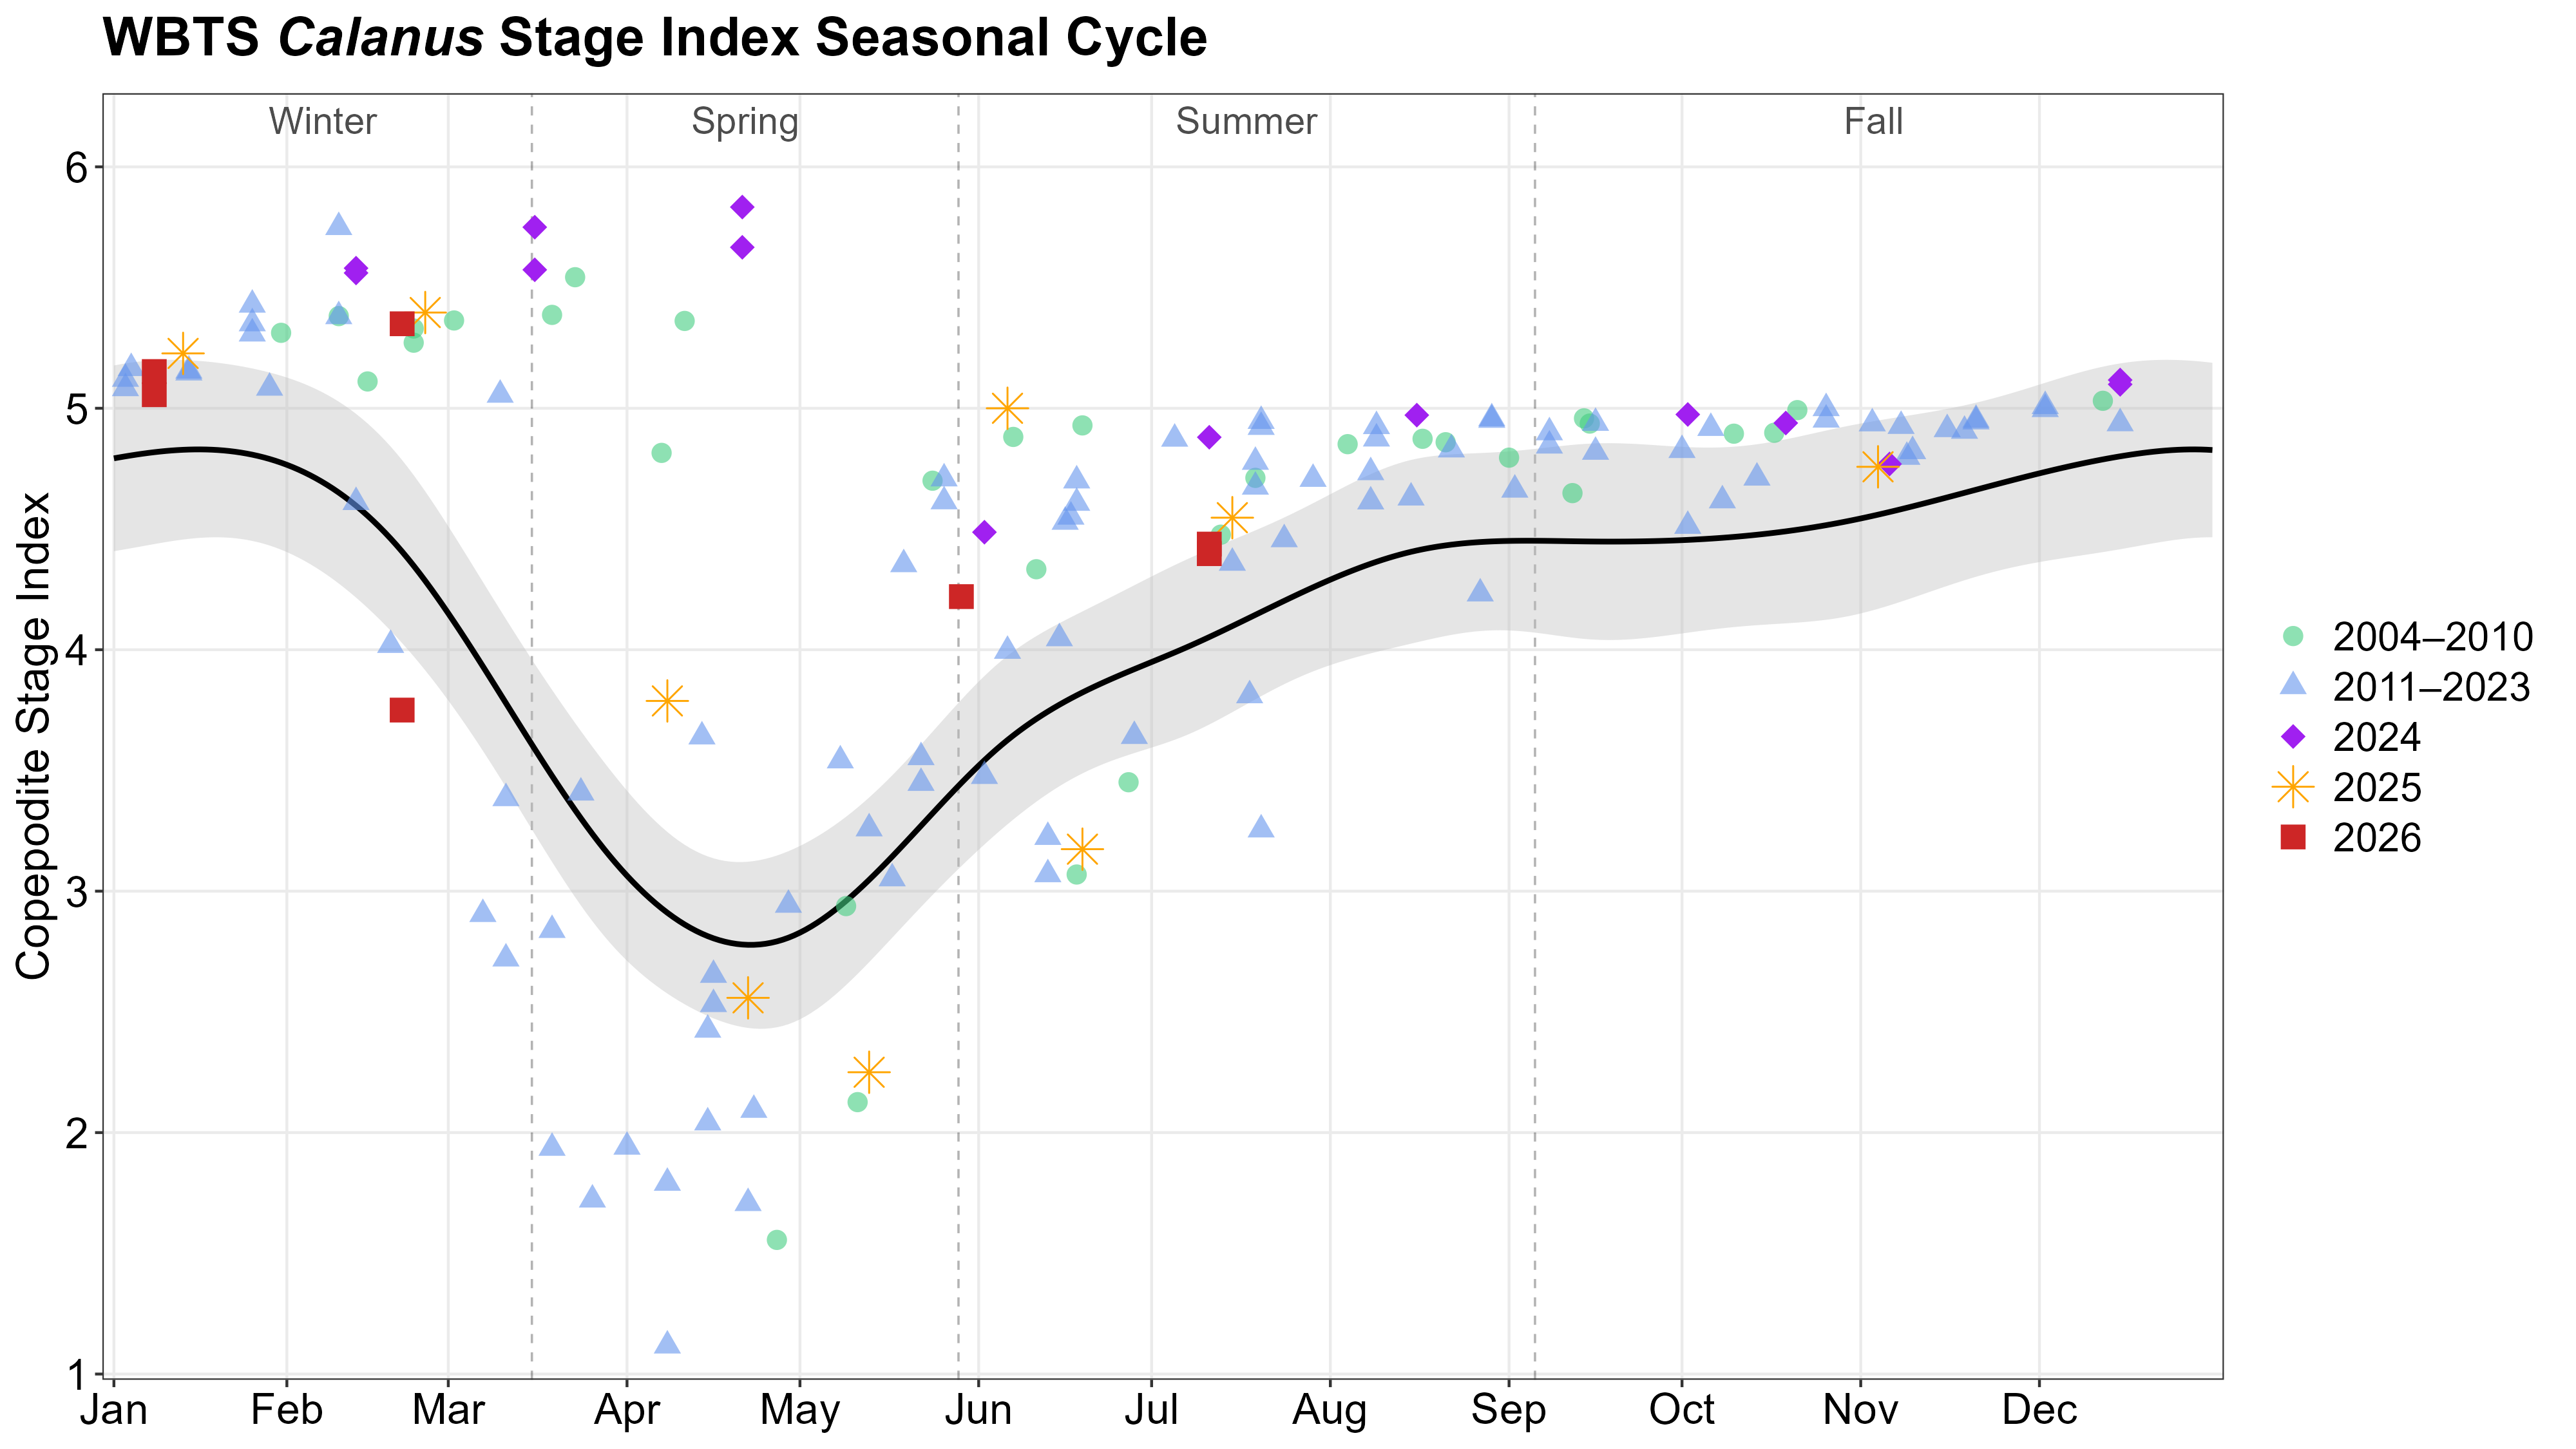 WBTS Calanus Stage Index Seasonal Cycle
Winter Spring Summer Fall
Copepodite Stage Index
6
5
4
3
2
1
Jan Feb Mar Apr May Jun Jul Aug Sep Oct Nov Dec
2004–2010
2011–2023
2024
2025
2026